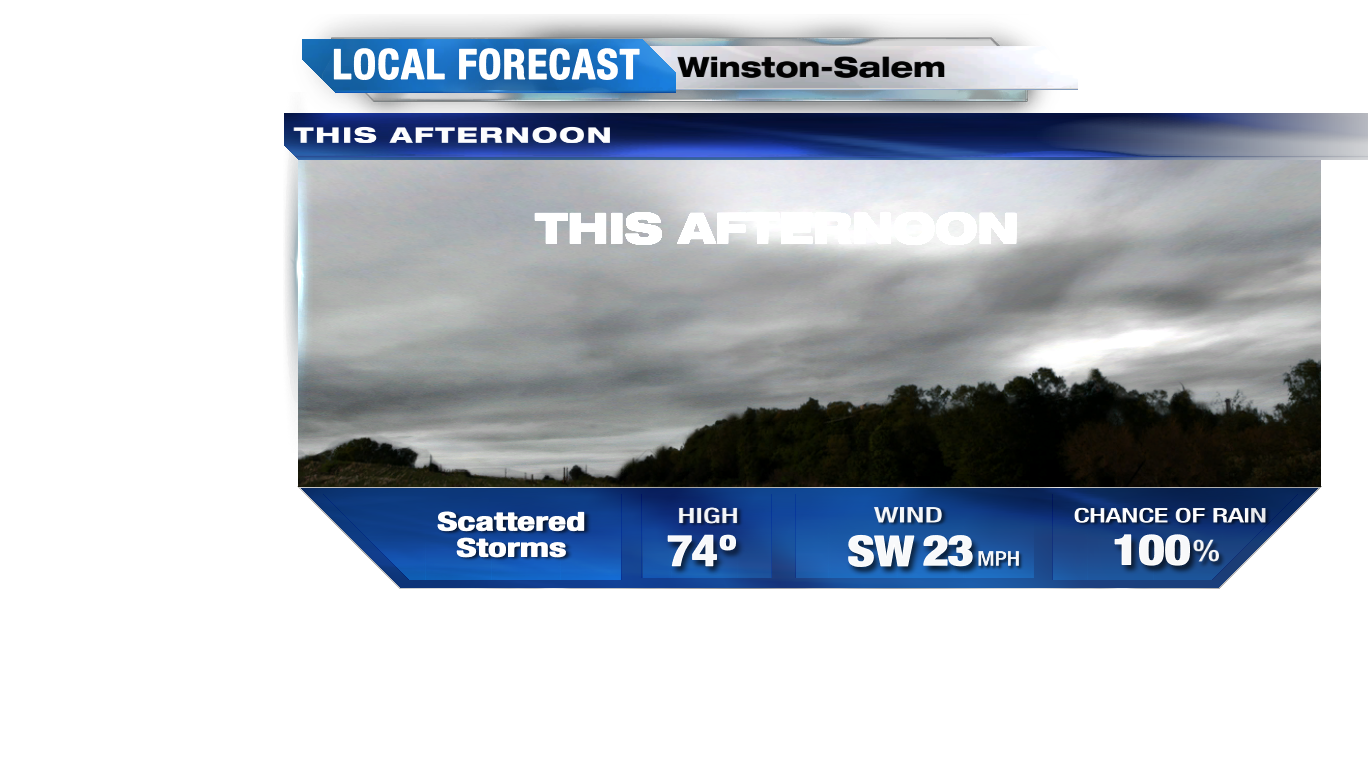 LOCAL FORECAST Winston-Salem
THIS AFTERNOON
THIS AFTERNOON
Scattered
Storms
HIGH
74º
WIND
SW 23 MPH
CHANCE OF RAIN
100%